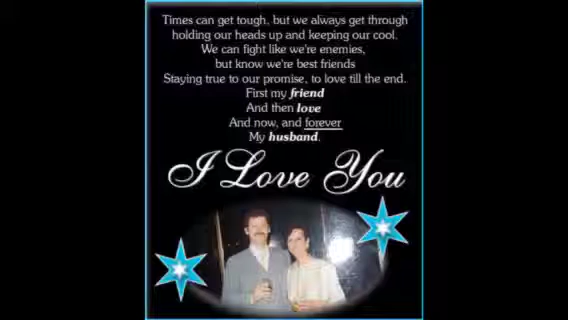 Times can get tough, but we always get through
holding our heads up and keeping our cool.
We can fight like we're enemies,
but know we're best friends
Staying true to our promise, to love till the end.
First my friend
And then love
And now, and forever
My husband.
I Love You